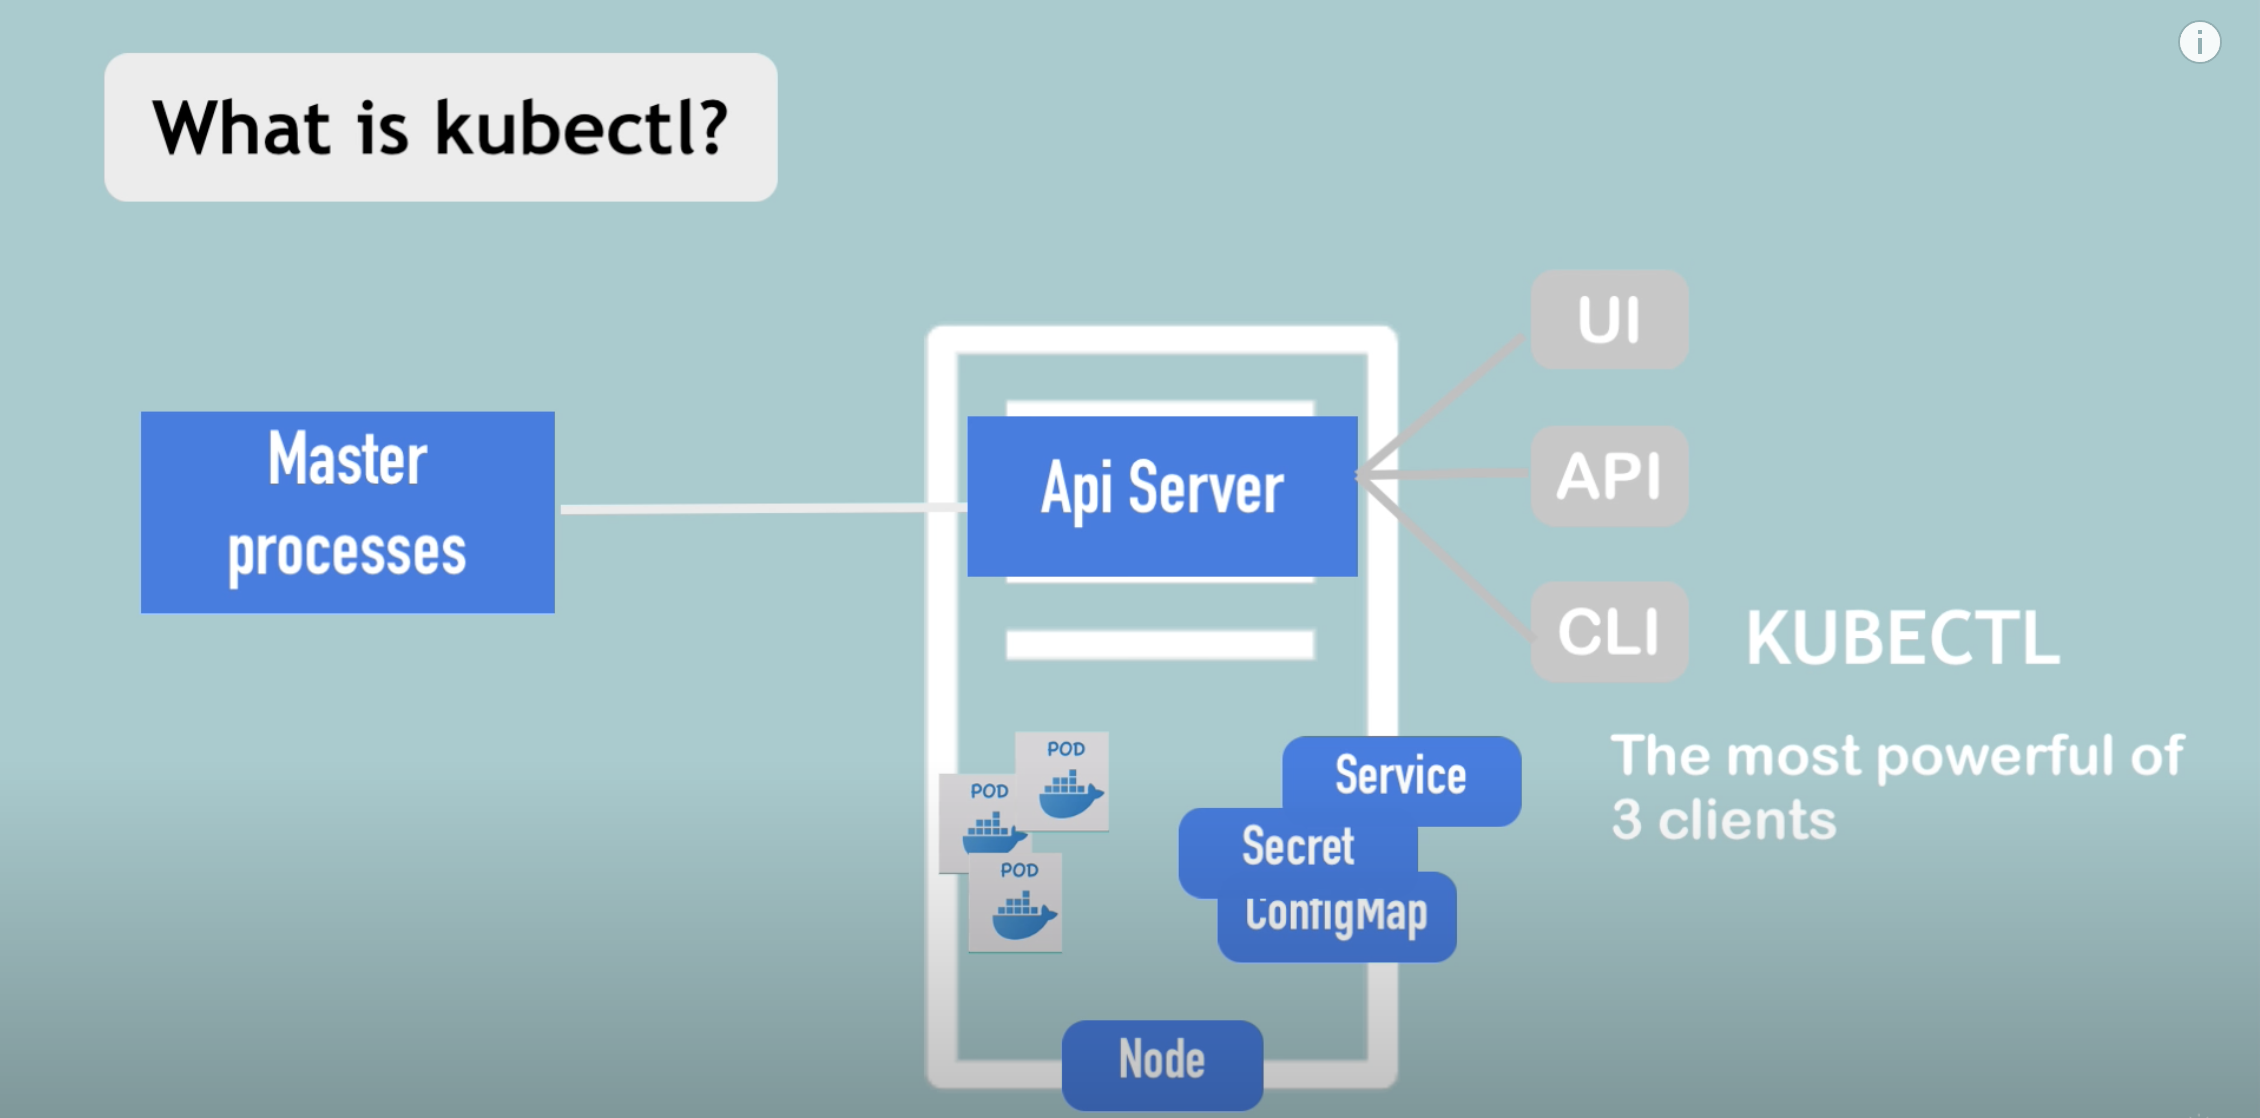 What is kubectl?
UI
Master
processes
Api Server
API
CLI
KUBECTL
The most powerful of
3 clients
POD
POD
POD
Service
Secret
ConfigMap
Node